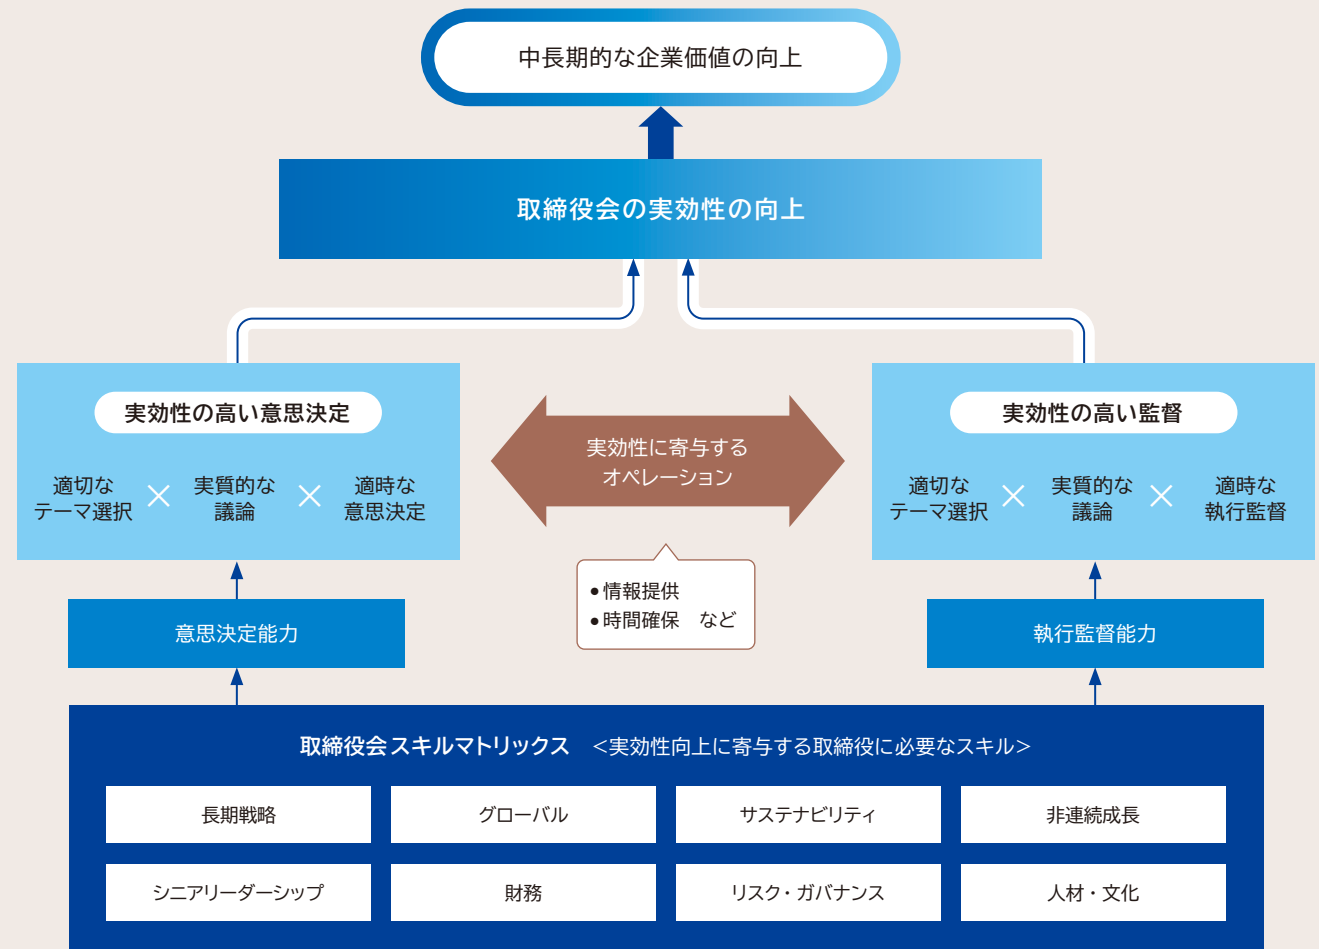 中長期的な企業価値の向上
取締役会の実効性の向上
実効性の高い意思決定
適切な
テーマ選択
×
実質的な
議論
×
適時な
意思決定
実効性に寄与する
オペレーション
•情報提供
•時間確保　など
実効性の高い監督
適切な
テーマ選択
×
実質的な
議論
×
適時な
執行監督
意思決定能力
執行監督能力
取締役会スキルマトリックス　<実効性向上に寄与する取締役に必要なスキル>
長期戦略
グローバル
サステナビリティ
非連続成長
シニアリーダーシップ
財務
リスク・ガバナンス
人材・文化